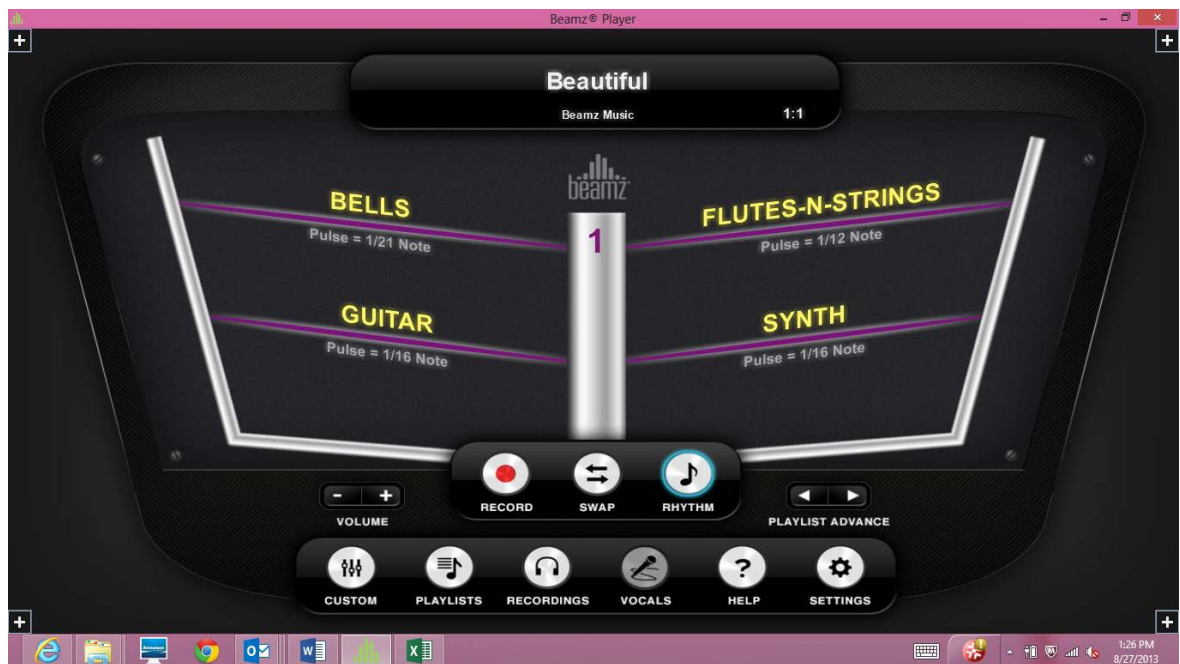 Beamz® Player
Beautiful
Beamz Music 1:1
beamz
BELLS
Pulse = 1/21 Note
FLUTES-N-STRINGS
Pulse = 1/12 Note
1
GUITAR
Pulse = 1/16 Note
SYNTH
Pulse = 1/16 Note
RECORD SWAP RHYTHM
VOLUME
PLAYLIST ADVANCE
CUSTOM PLAYLISTS RECORDINGS VOCALS HELP SETTINGS
1:26 PM
8/27/2013